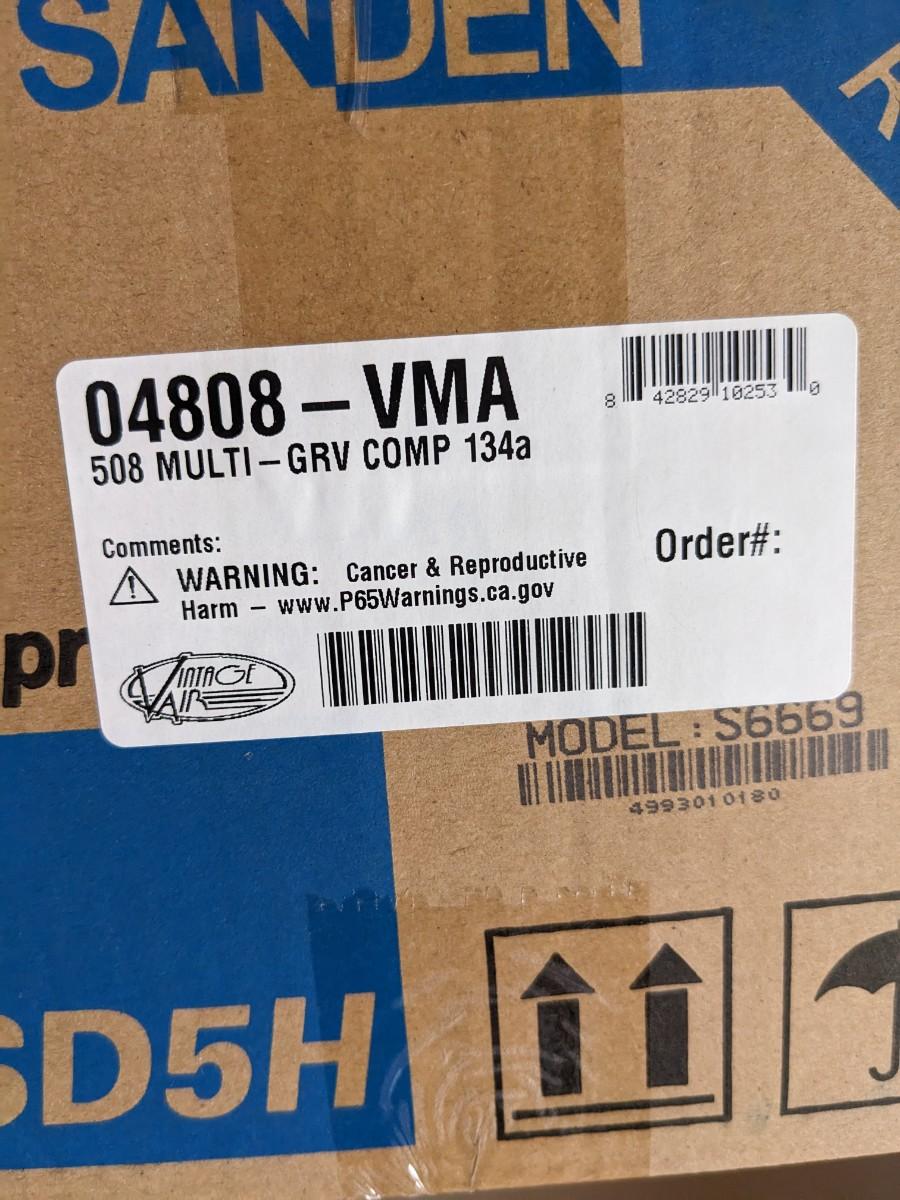 SANDEN
04808-VMA
508 MULTI-GRV COMP 134a
8 42829 10253 0
Comments:
Order#:
WARNING: Cancer & Reproductive
Harm - www.P65Warnings.ca.gov
pr
VINTAGE
AIR
MODEL:S6669
4993010180
SD5H